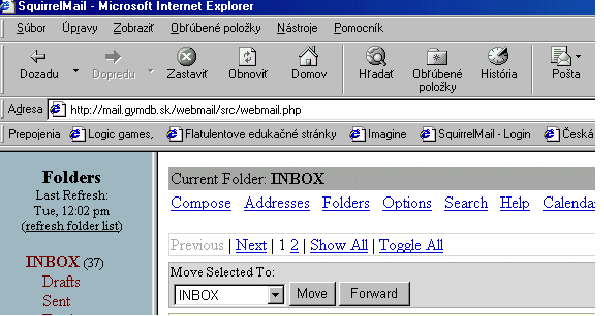 SquirrelMail - Microsoft Internet Explorer
Súbor Úpravy Zobraziť Obľúbené položky Nástroje Pomocník
Dozadu Dopredu Zastaviť Obnoviť Domov Hľadať Obľúbené položky História Pošta
Adresa http://mail.gymdb.sk/webmail/src/webmail.php
Prepojenia Logic games, Flatulentove edukačné stránky Imagine SquirrelMail - Login Česká
Folders
Last Refresh:
Tue, 12:02 pm
(refresh folder list)
INBOX (37)
Drafts
Sent
Current Folder: INBOX
Compose Addresses Folders Options Search Help Calendar
Previous | Next | 1 2 | Show All | Toggle All
Move Selected To:
INBOX Move Forward